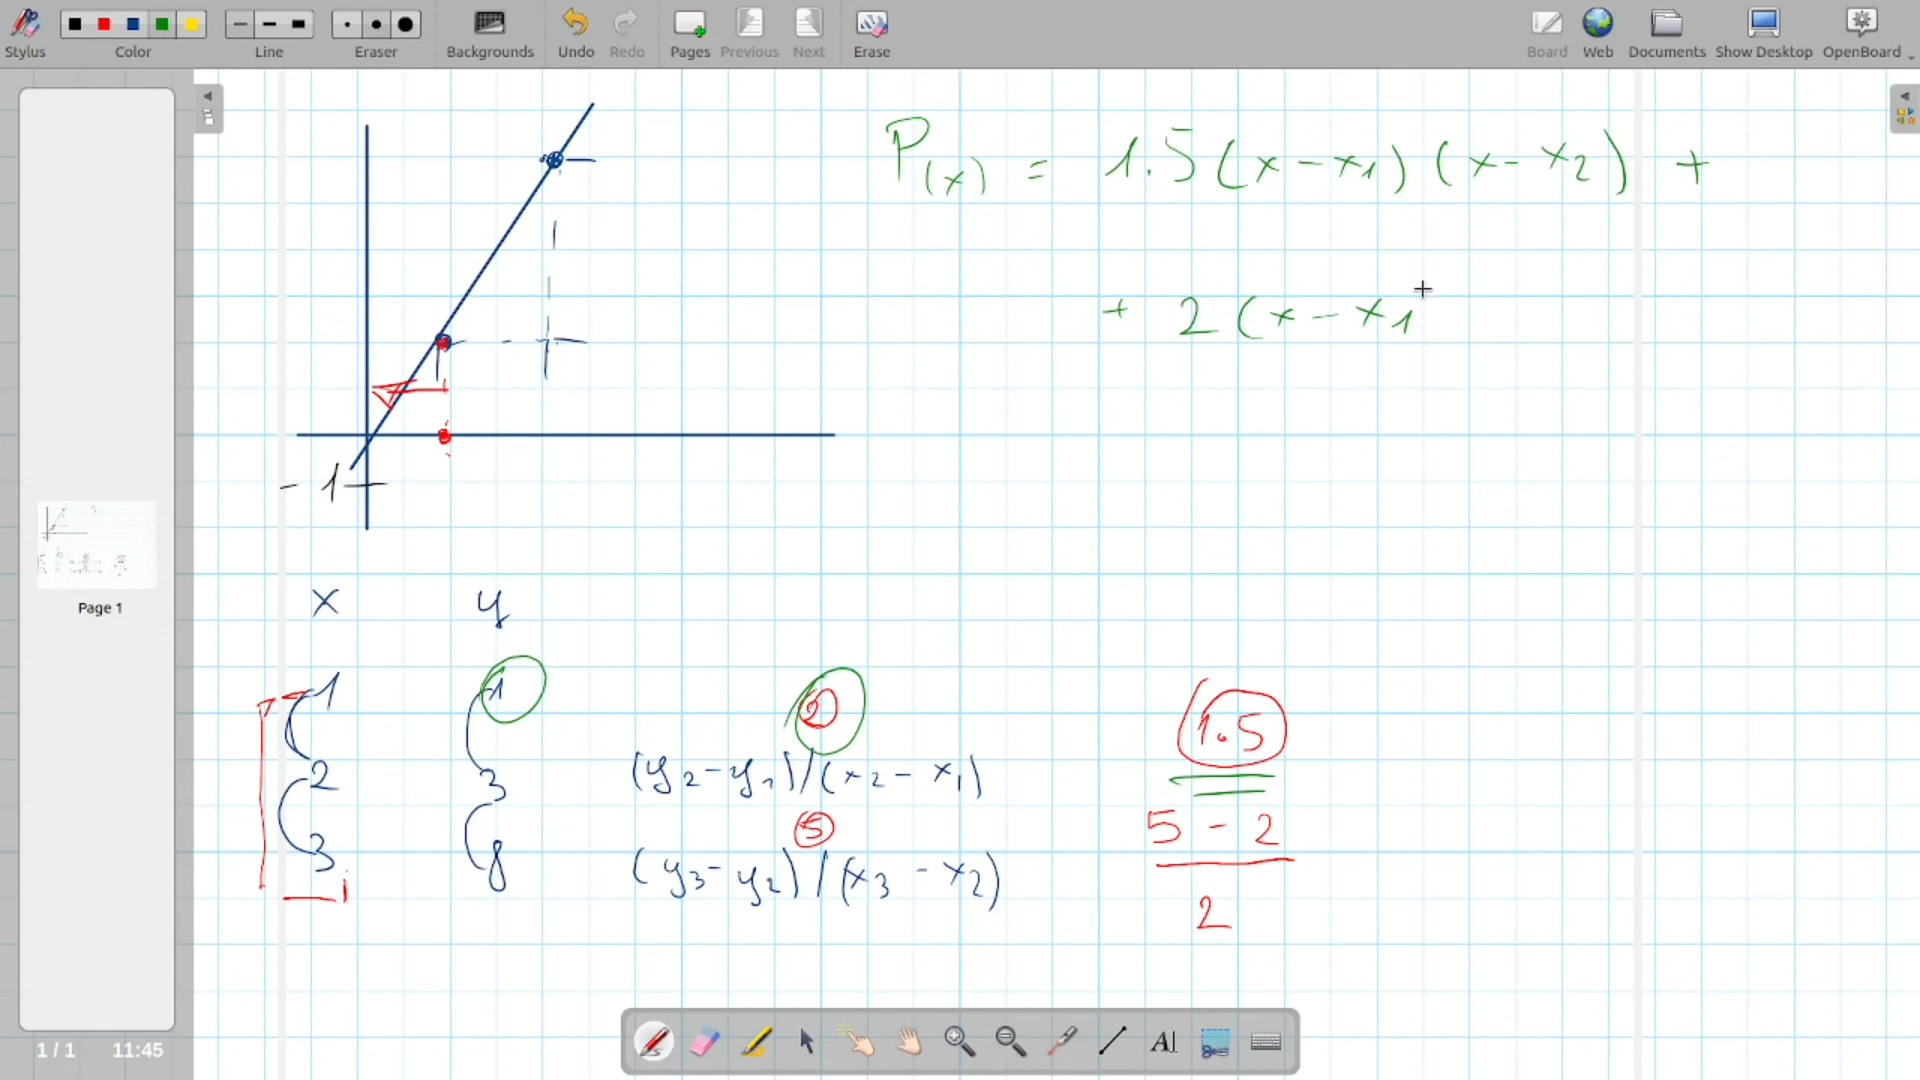 Stylus
Color
Line
Eraser
Backgrounds
Undo
Redo
Pages
Previous
Next
Erase
Board
Web
Documents
Show Desktop
OpenBoard
P(x) = 1.5(x-x1)(x-x2) +
+ 2(x-x1
-1
x y
1 1 2 1.5
(y2-y1)/(x2-x1)
2 3
5 5-2
3 (y3-y2)/(x3-x2)
2
Page 1
1 / 1 11:45